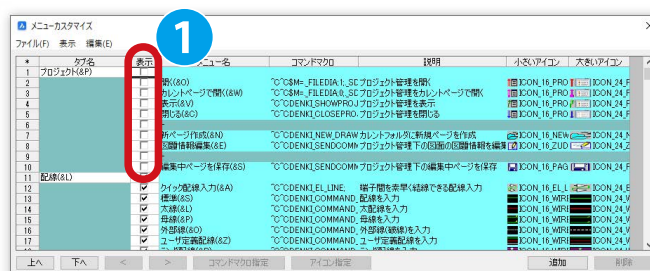 メニューカスタマイズ
ファイル(F) 表示 編集(E)
* タブ名 表示 メニュー名 コマンドマクロ 説明 小さいアイコン 大きいアイコン
1 プロジェクト(&P)
2 開く(&O) ^C^C$M=_FILEDIA;1;_SC プロジェクト管理を開く ICON_16_PRO ICON_24_F
3 カレントページで開く(&W) ^C^C$M=_FILEDIA;0;_SC プロジェクト管理をカレントページで開く ICON_16_PRO ICON_24_F
4 表示(&V) ^C^CDENKI_SHOWPROJ プロジェクト管理を表示 ICON_16_PRO ICON_24_F
5 閉じる(&C) ^C^CDENKI_CLOSEPRO. プロジェクト管理を閉じる ICON_16_PRO ICON_24_F
6 -
7 新ページ作成(&N) ^C^CDENKI_NEW_DRAW カレントフォルダに新規ページを作成 ICON_16_NEW ICON_24_F
8 図題情報編集(&E) ^C^CDENKI_SENDCOMM プロジェクト管理下の図面の図題情報を編集 ICON_16_ZUD ICON_24_Z
9 -
10 編集中ページを保存(&S) ^C^CDENKI_SENDCOMM プロジェクト管理下の編集中ページを保存 ICON_16_PAG ICON_24_F
11 配線(&L)
12 クイック配線入力(&A) ^C^CDENKI_EL_LINE; 端子間を素早く結線できる配線入力 ICON_16_EL_L ICON_24_E
13 標準(&S) ^C^CDENKI_COMMAND_ 配線を入力 ICON_16_WIRE ICON_24_V
14 太線(&L) ^C^CDENKI_COMMAND_ 太配線を入力 ICON_16_WIRE ICON_24_V
15 母線(&P) ^C^CDENKI_COMMAND_ 母線を入力 ICON_16_WIRE ICON_24_V
16 外部線(&O) ^C^CDENKI_COMMAND_ 外部線(破線)を入力 ICON_16_WIRE ICON_24_V
17 ユーザ定義配線(&Z) ^C^CDENKI_COMMAND_ ユーザ定義配線を入力 ICON_16_WIRE ICON_24_V
上へ 下へ < > コマンドマクロ指定 アイコン指定 追加 削除
1